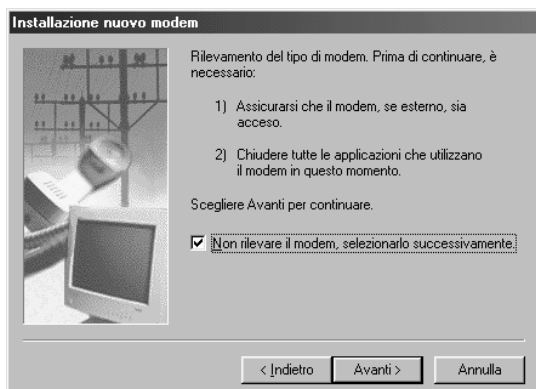 Installazione nuovo modem
Rilevamento del tipo di modem. Prima di continuare, è
necessario:
1) Assicurarsi che il modem, se esterno, sia
acceso.
2) Chiudere tutte le applicazioni che utilizzano
il modem in questo momento.
Scegliere Avanti per continuare.
Non rilevare il modem, selezionarlo successivamente.
< Indietro Avanti > Annulla